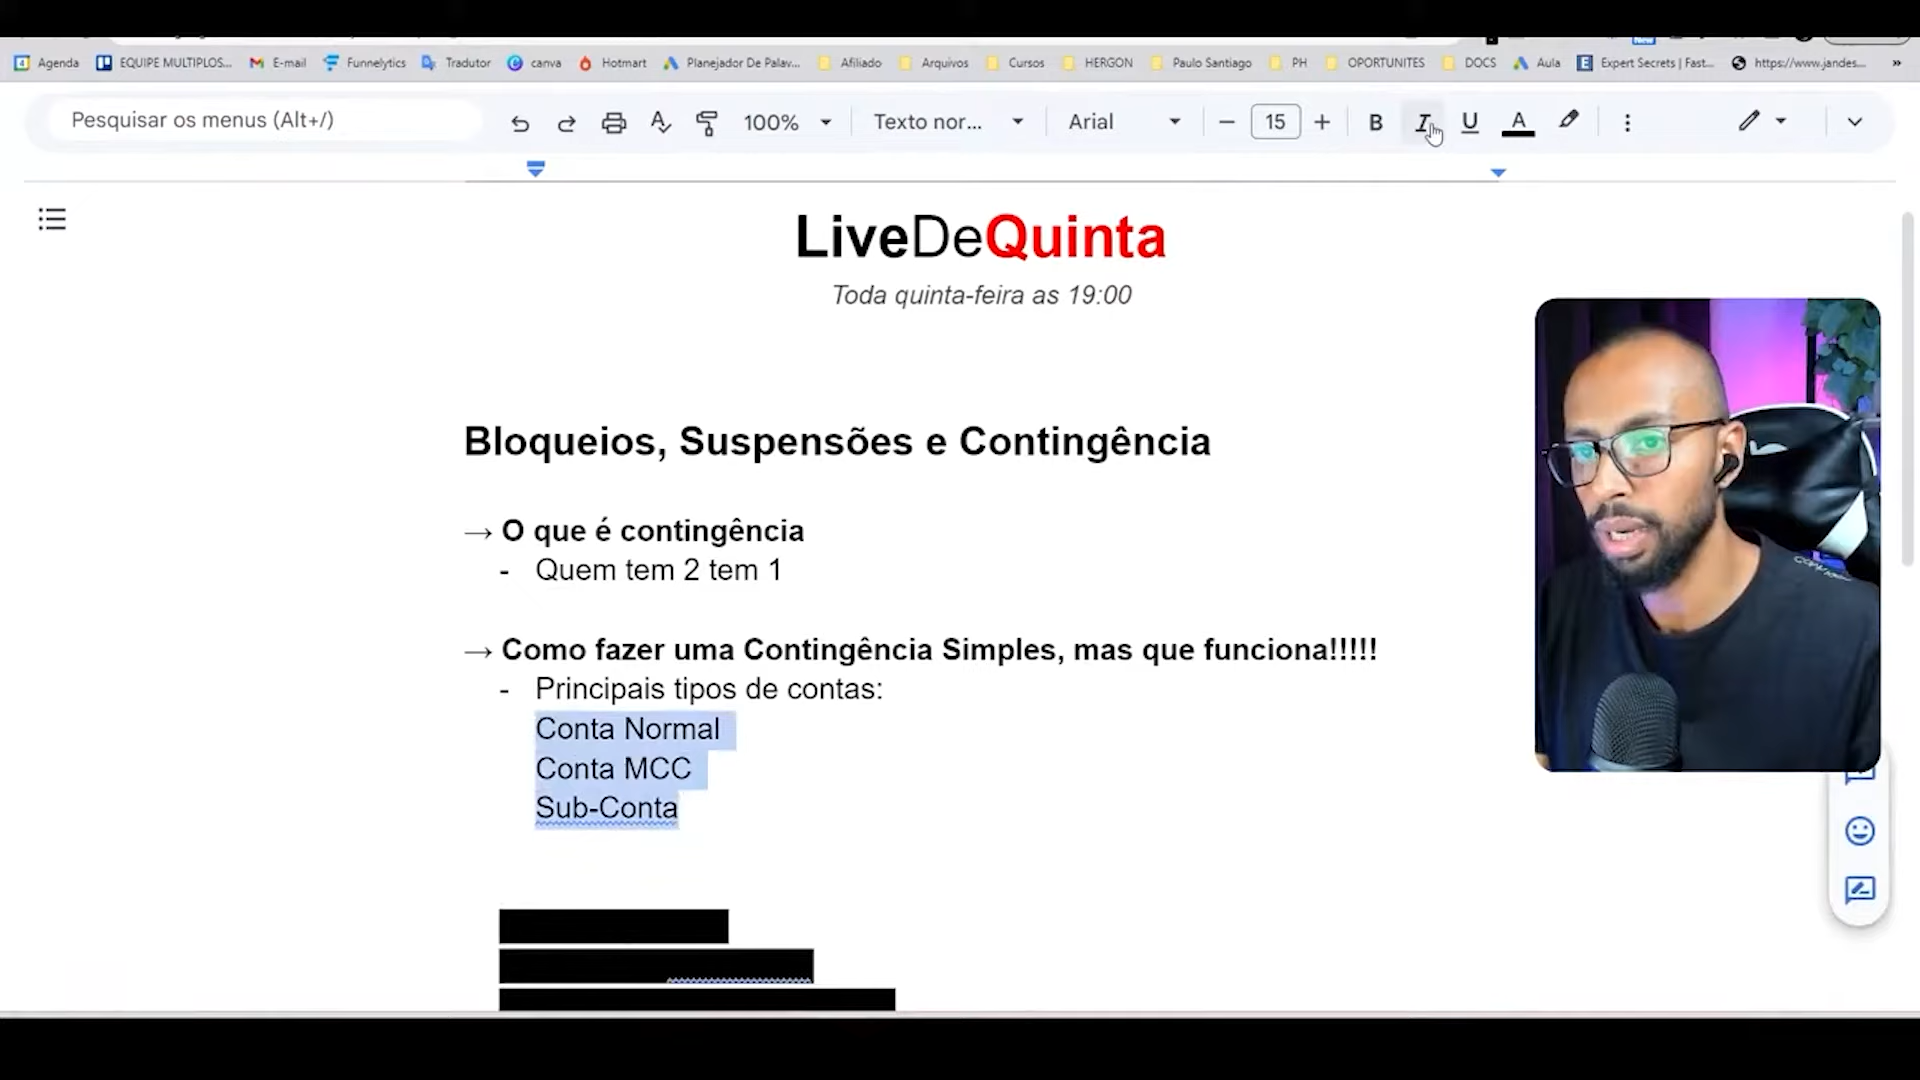 Agenda EQUIPE MULTIPLOS... E-mail Funnelytics Tradutor canva Hotmart Planejador De Palav... Afiliado Arquivos Cursos HERGON Paulo Santiago PH OPORTUNITES DOCS Aula Expert Secrets | Fast... https://www.jandes... »
Pesquisar os menus (Alt+/) 100% Texto nor... Arial − 15 + B I U A
LiveDeQuinta
Toda quinta-feira as 19:00
Bloqueios, Suspensões e Contingência
→ O que é contingência
- Quem tem 2 tem 1
→ Como fazer uma Contingência Simples, mas que funciona!!!!!
- Principais tipos de contas:
Conta Normal
Conta MCC
Sub-Conta